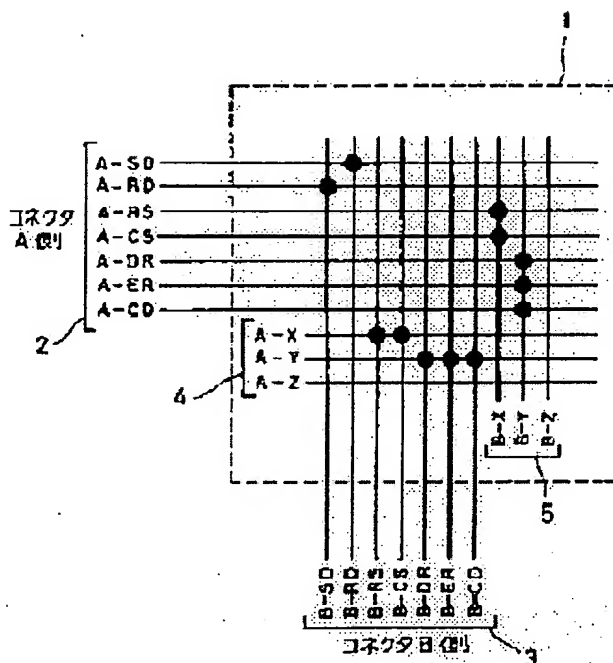 1
A-SD
A-RD
A-RS
A-CS
A-DR
A-ER
A-CD
コネクタ
A側
2
A-X
A-Y
A-Z
4
B-X
B-Y
B-Z
5
B-SD
B-RD
B-RS
B-CS
B-DR
B-ER
B-CD
コネクタB側
3